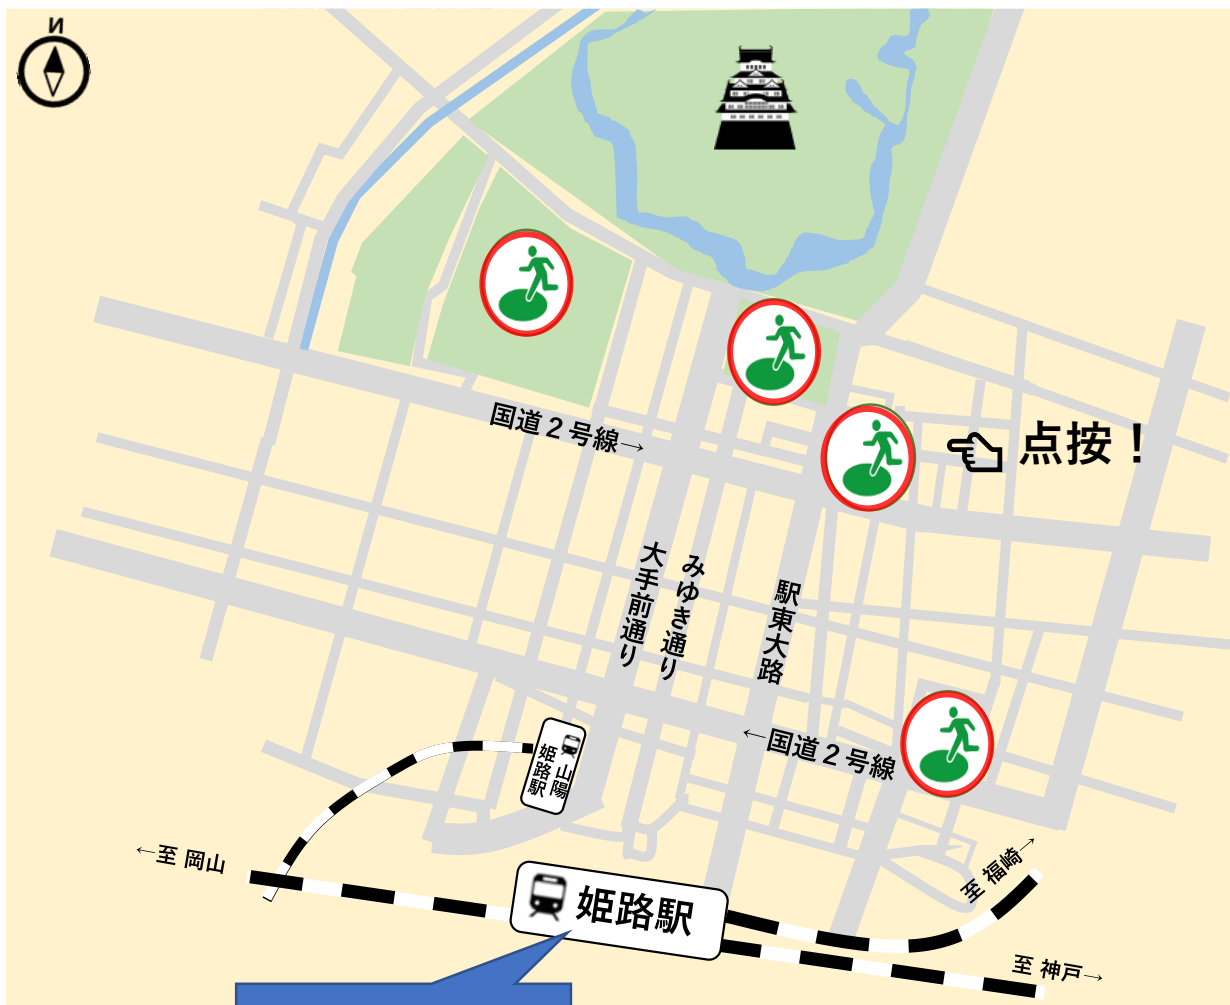 N
国道２号線→
点按！
大手前通り
みゆき通り
駅東大路
←国道２号線
山陽
姫路駅
←至 岡山
姫路駅
至 福崎→
至 神戸→